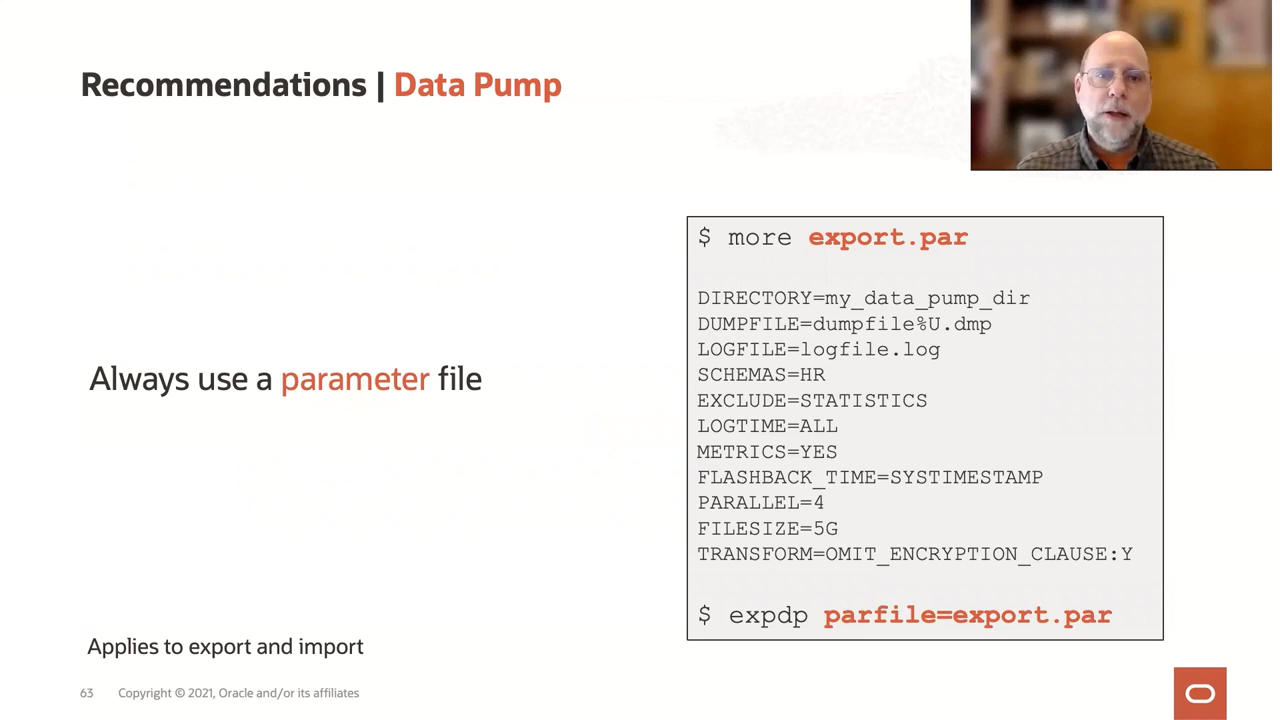 Recommendations | Data Pump
Always use a parameter file
$ more export.par
DIRECTORY=my_data_pump_dir
DUMPFILE=dumpfile%U.dmp
LOGFILE=logfile.log
SCHEMAS=HR
EXCLUDE=STATISTICS
LOGTIME=ALL
METRICS=YES
FLASHBACK_TIME=SYSTIMESTAMP
PARALLEL=4
FILESIZE=5G
TRANSFORM=OMIT_ENCRYPTION_CLAUSE:Y
$ expdp parfile=export.par
Applies to export and import
63 Copyright © 2021, Oracle and/or its affiliates